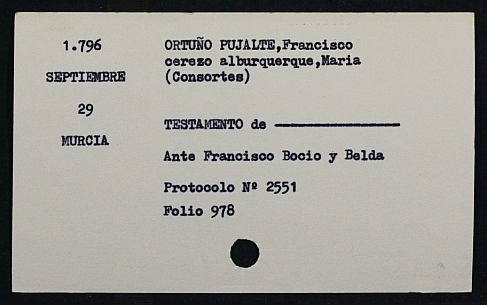 1.796
SEPTIEMBRE
29
MURCIA
ORTUÑO PUJALTE,Francisco
cerezo alburquerque,Maria
(Consortes)
TESTAMENTO de
Ante Francisco Bocio y Belda
Protocolo Nº 2551
Folio 978